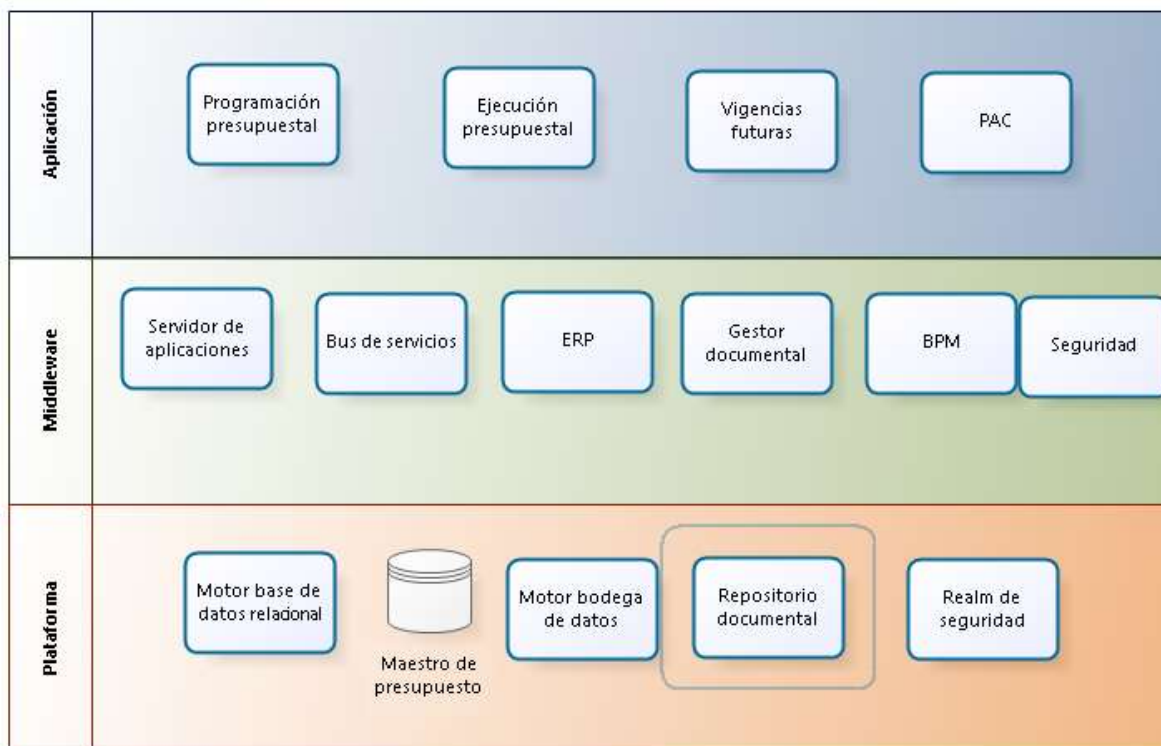 Aplicación
Programación
presupuestal
Ejecución
presupuestal
Vigencias
futuras
PAC
Middleware
Servidor de
aplicaciones
Bus de servicios
ERP
Gestor
documental
BPM
Seguridad
Plataforma
Motor base de
datos relacional
Maestro de
presupuesto
Motor bodega
de datos
Repositorio
documental
Realm de
seguridad